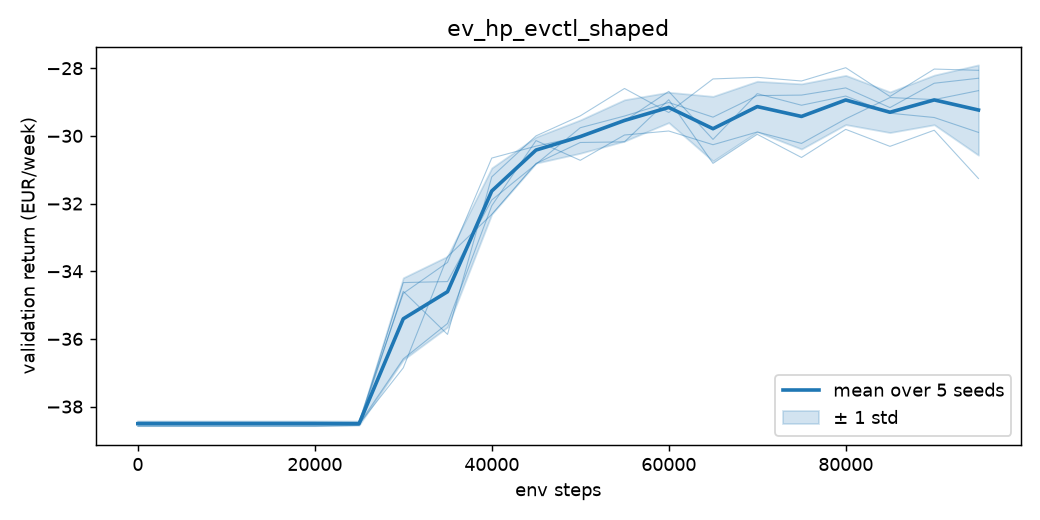 ev_hp_evctl_shaped
validation return (EUR/week)
−28
−30
−32
−34
−36
−38
mean over 5 seeds
± 1 std
0
20000
40000
60000
80000
env steps